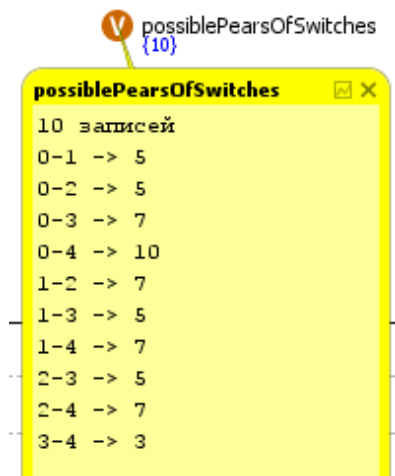 V possiblePearsOfSwitches
{10}
possiblePearsOfSwitches
10 записей
0-1 -> 5
0-2 -> 5
0-3 -> 7
0-4 -> 10
1-2 -> 7
1-3 -> 5
1-4 -> 7
2-3 -> 5
2-4 -> 7
3-4 -> 3